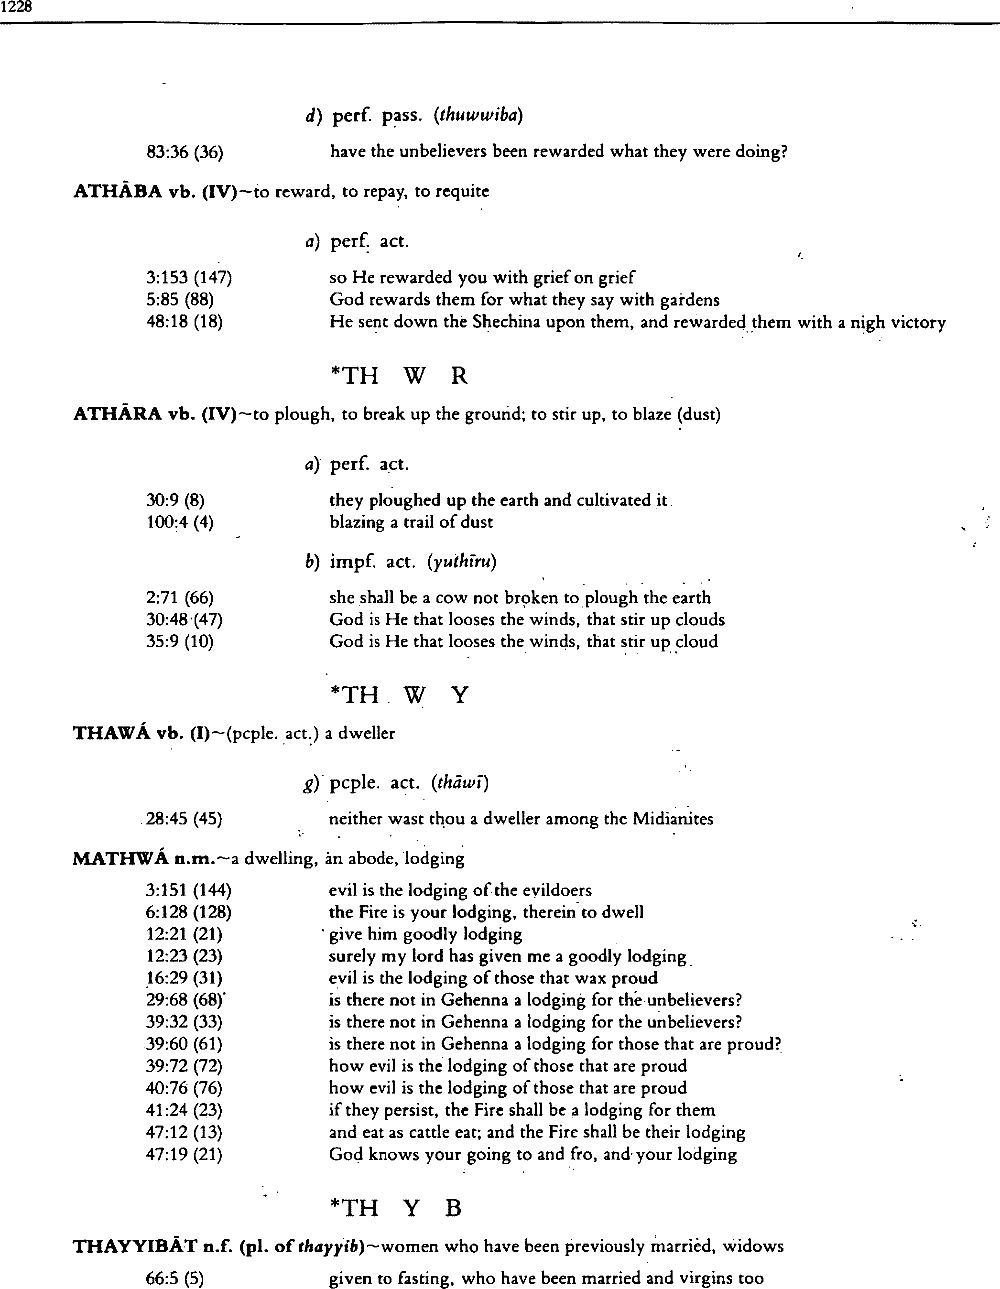 1228
d) perf. pass. (thuwwiba)
83:36 (36) have the unbelievers been rewarded what they were doing?
ATHĀBA vb. (IV)~to reward, to repay, to requite
a) perf. act.
3:153 (147) so He rewarded you with grief on grief
5:85 (88) God rewards them for what they say with gardens
48:18 (18) He sent down the Shechina upon them, and rewarded them with a nigh victory
*TH W R
ATHĀRA vb. (IV)~to plough, to break up the ground; to stir up, to blaze (dust)
a) perf. act.
30:9 (8) they ploughed up the earth and cultivated it
100:4 (4) blazing a trail of dust
b) impf. act. (yuthīru)
2:71 (66) she shall be a cow not broken to plough the earth
30:48 (47) God is He that looses the winds, that stir up clouds
35:9 (10) God is He that looses the winds, that stir up cloud
*TH W Y
THAWÁ vb. (I)~(pcple. act.) a dweller
g) pcple. act. (thāwī)
28:45 (45) neither wast thou a dweller among the Midianites
MATHWÁ n.m.~a dwelling, an abode, lodging
3:151 (144) evil is the lodging of the evildoers
6:128 (128) the Fire is your lodging, therein to dwell
12:21 (21) give him goodly lodging
12:23 (23) surely my lord has given me a goodly lodging
16:29 (31) evil is the lodging of those that wax proud
29:68 (68) is there not in Gehenna a lodging for the unbelievers?
39:32 (33) is there not in Gehenna a lodging for the unbelievers?
39:60 (61) is there not in Gehenna a lodging for those that are proud?
39:72 (72) how evil is the lodging of those that are proud
40:76 (76) how evil is the lodging of those that are proud
41:24 (23) if they persist, the Fire shall be a lodging for them
47:12 (13) and eat as cattle eat; and the Fire shall be their lodging
47:19 (21) God knows your going to and fro, and your lodging
*TH Y B
THAYYIBĀT n.f. (pl. of thayyib)~women who have been previously married, widows
66:5 (5) given to fasting, who have been married and virgins too